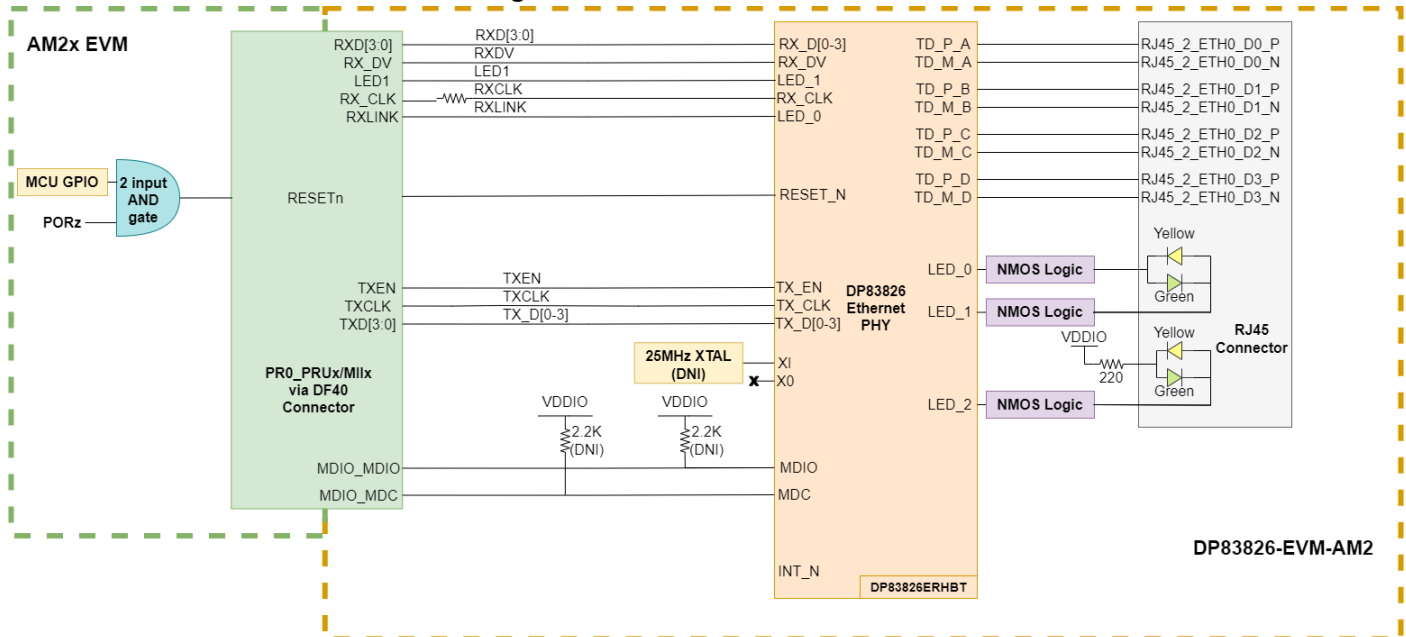 AM2x EVM
MCU GPIO
PORz
2 input
AND
gate
RXD[3:0]
RX_DV
LED1
RX_CLK
RXLINK
RESETn
TXEN
TXCLK
TXD[3:0]
PR0_PRUx/MIIx
via DF40
Connector
MDIO_MDIO
MDIO_MDC
RXD[3:0]
RXDV
LED1
RXCLK
RXLINK
TXEN
TXCLK
TX_D[0-3]
25MHz XTAL
(DNI)
VDDIO
2.2K
(DNI)
VDDIO
2.2K
(DNI)
RX_D[0-3]
RX_DV
LED_1
RX_CLK
LED_0
RESET_N
TX_EN
TX_CLK
TX_D[0-3]
XI
X0
MDIO
MDC
INT_N
DP83826
Ethernet
PHY
DP83826ERHBT
TD_P_A
TD_M_A
TD_P_B
TD_M_B
TD_P_C
TD_M_C
TD_P_D
TD_M_D
LED_0
LED_1
LED_2
NMOS Logic
NMOS Logic
NMOS Logic
VDDIO
220
RJ45_2_ETH0_D0_P
RJ45_2_ETH0_D0_N
RJ45_2_ETH0_D1_P
RJ45_2_ETH0_D1_N
RJ45_2_ETH0_D2_P
RJ45_2_ETH0_D2_N
RJ45_2_ETH0_D3_P
RJ45_2_ETH0_D3_N
Yellow
Green
Yellow
Green
RJ45
Connector
DP83826-EVM-AM2